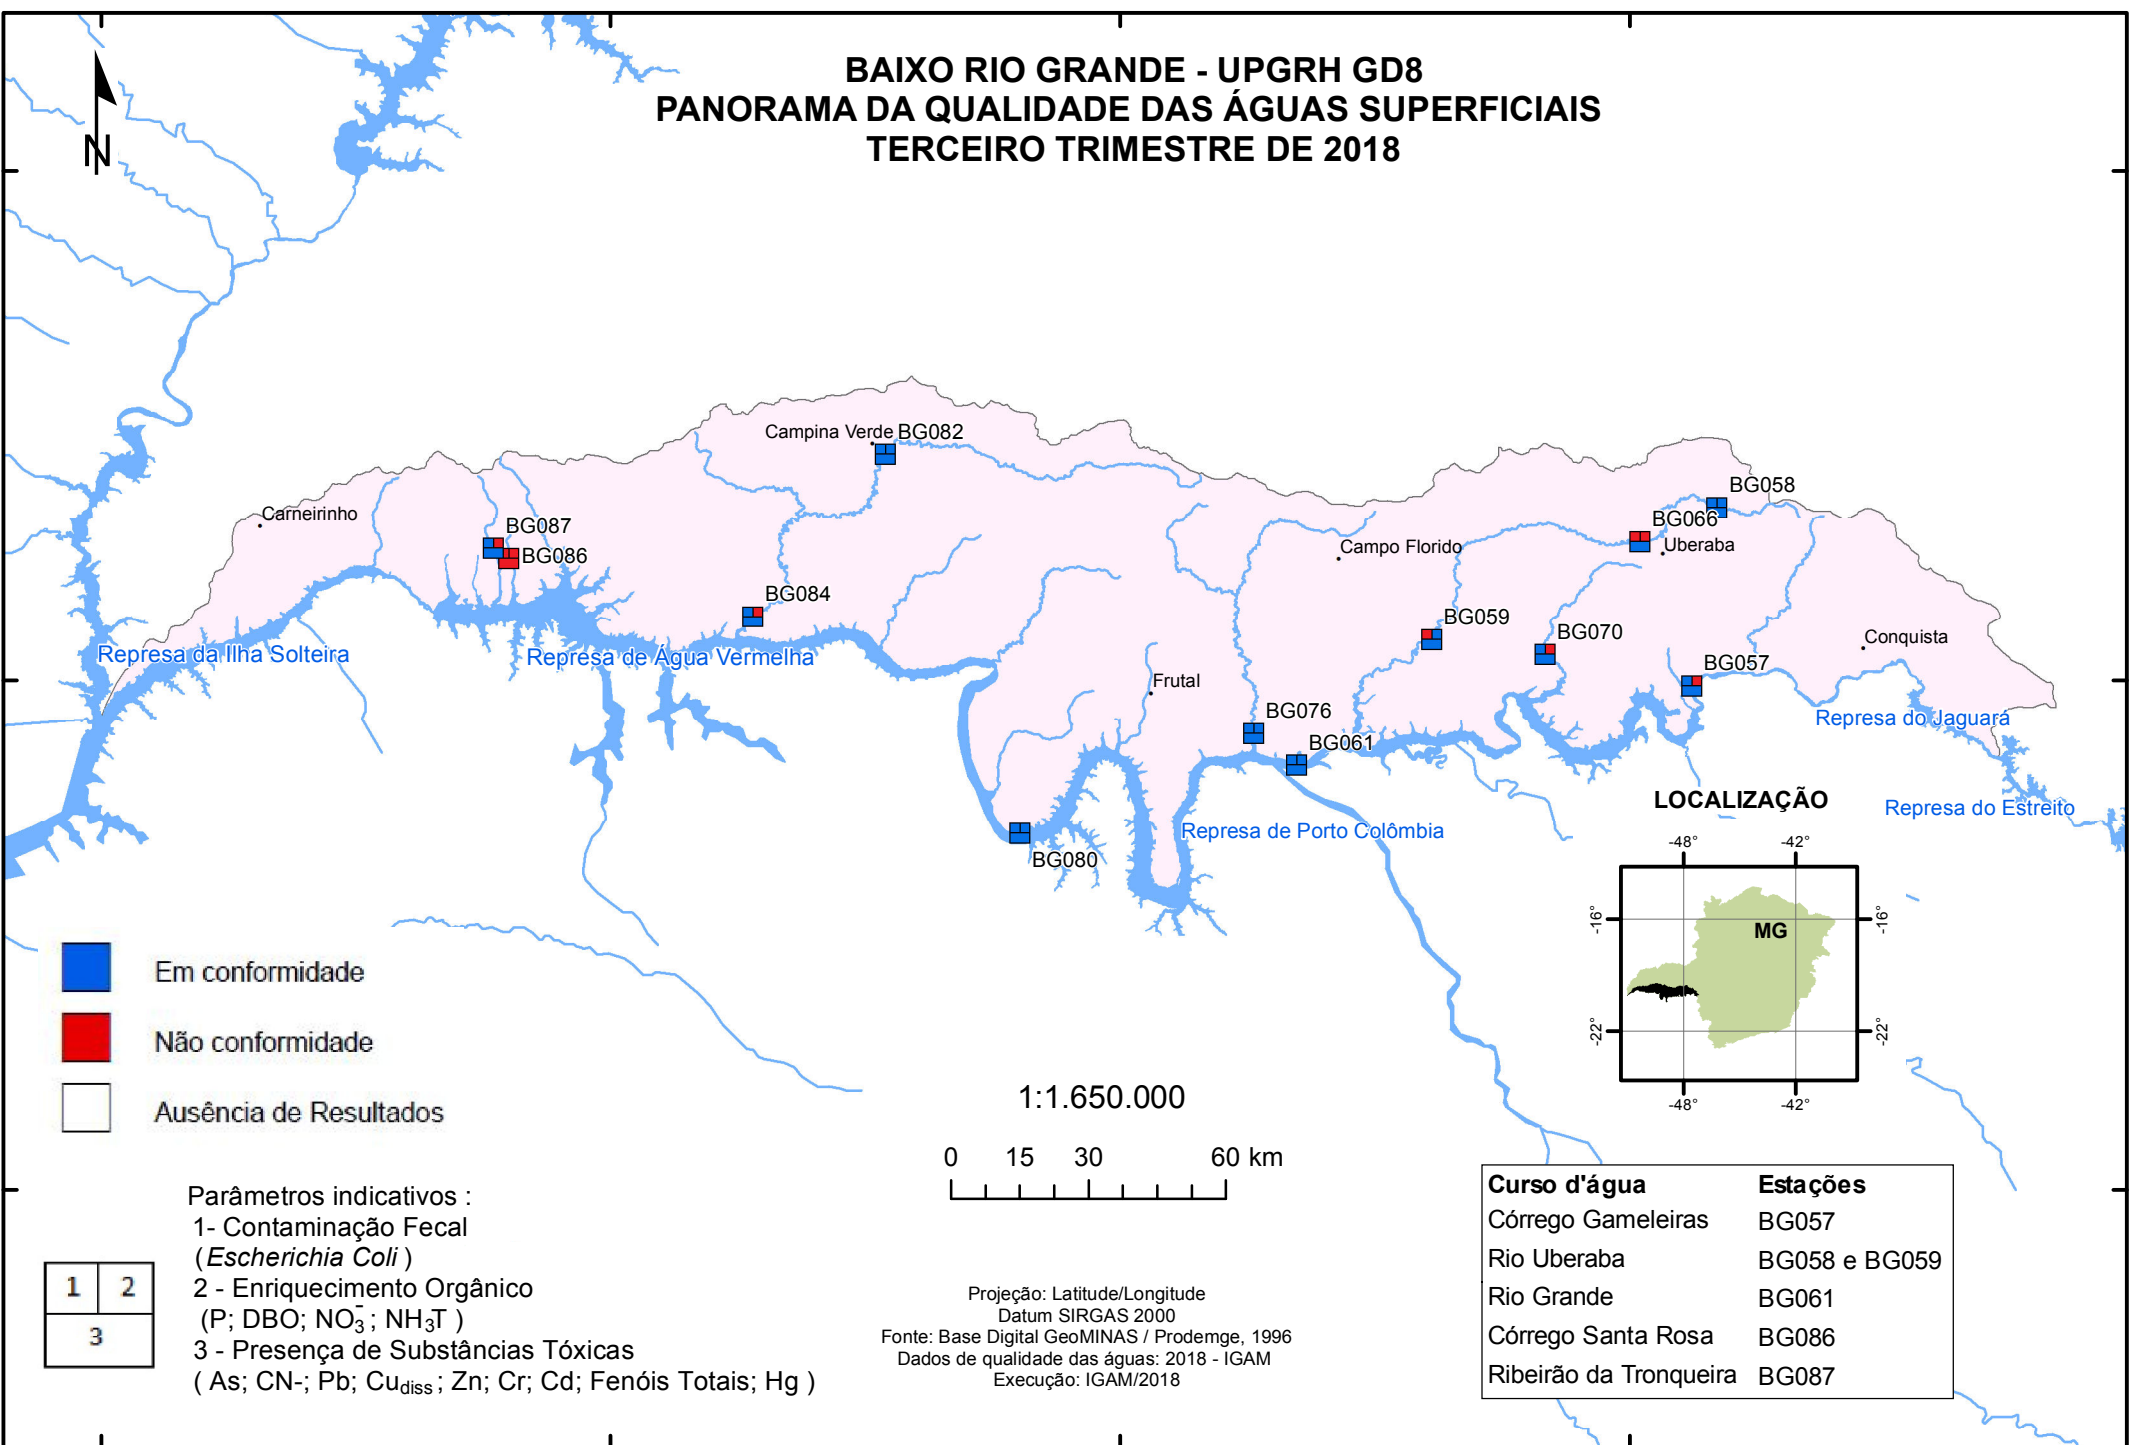 BAIXO RIO GRANDE - UPGRH GD8
PANORAMA DA QUALIDADE DAS ÁGUAS SUPERFICIAIS
TERCEIRO TRIMESTRE DE 2018
N
Campina Verde
BG082
BG058
Carneirinho
BG087
BG066
BG086
Campo Florido
Uberaba
BG084
BG059
BG070
Conquista
Represa da Ilha Solteira
Represa de Água Vermelha
BG057
Frutal
BG076
Represa do Jaguará
BG061
LOCALIZAÇÃO
Represa do Estreito
Represa de Porto Colômbia
BG080
-48° -42°
-16° -16°
MG
-22° -22°
-48° -42°
Em conformidade
Não conformidade
Ausência de Resultados
1:1.650.000
0 15 30 60 km
Parâmetros indicativos :
1- Contaminação Fecal
(Escherichia Coli )
2 - Enriquecimento Orgânico
(P; DBO; NO₃⁻; NH₃T )
3 - Presença de Substâncias Tóxicas
( As; CN-; Pb; Cudiss; Zn; Cr; Cd; Fenóis Totais; Hg )
1 2
3
Projeção: Latitude/Longitude
Datum SIRGAS 2000
Fonte: Base Digital GeoMINAS / Prodemge, 1996
Dados de qualidade das águas: 2018 - IGAM
Execução: IGAM/2018
Curso d'água Estações
Córrego Gameleiras BG057
Rio Uberaba BG058 e BG059
Rio Grande BG061
Córrego Santa Rosa BG086
Ribeirão da Tronqueira BG087